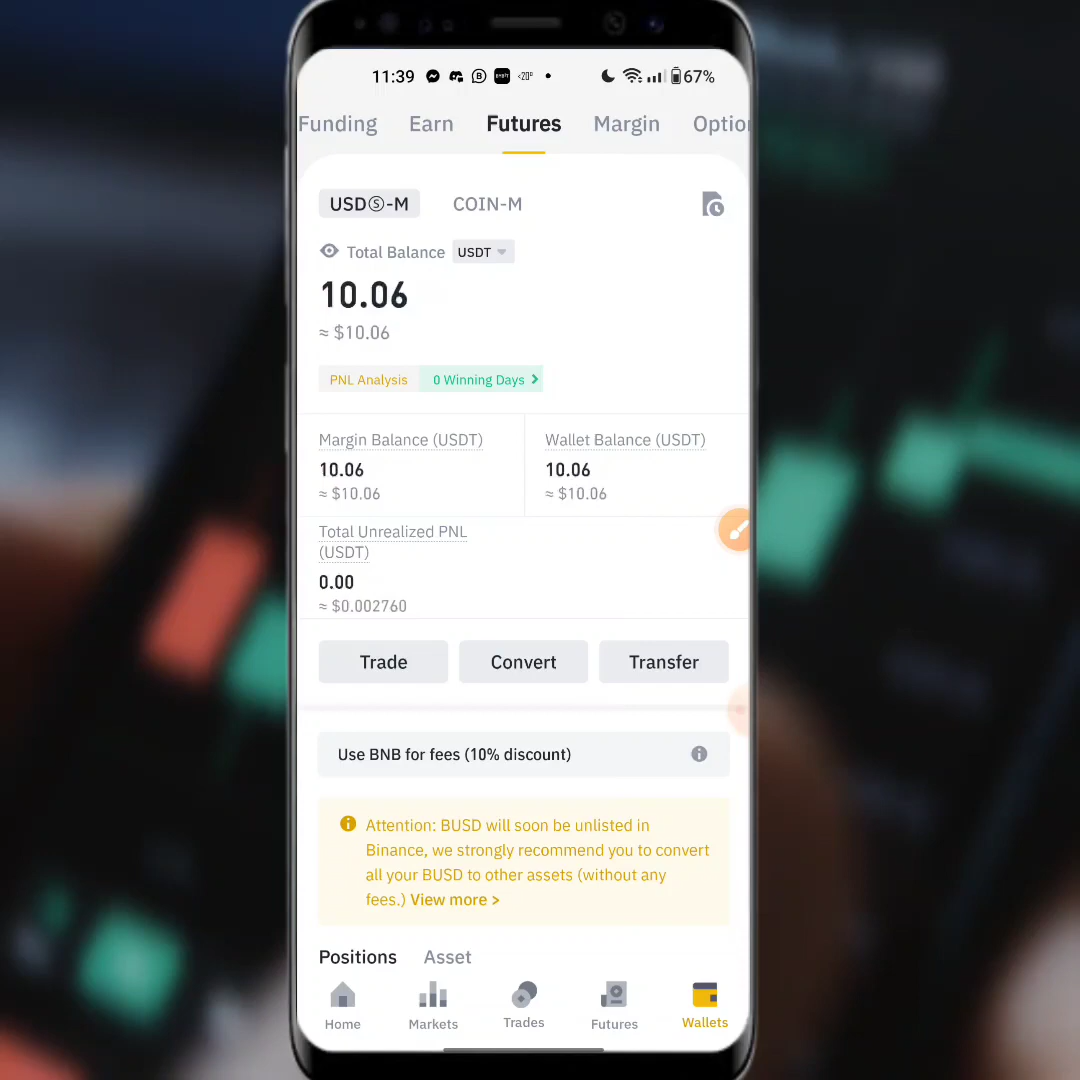 11:39
67%
Funding Earn Futures Margin
USDⓈ-M COIN-M
Total Balance USDT
10.06
≈ $10.06
PNL Analysis 0 Winning Days >
Margin Balance (USDT) Wallet Balance (USDT)
10.06 10.06
≈ $10.06 ≈ $10.06
Total Unrealized PNL
(USDT)
0.00
≈ $0.002760
Trade Convert Transfer
Use BNB for fees (10% discount)
Attention: BUSD will soon be unlisted in
Binance, we strongly recommend you to convert
all your BUSD to other assets (without any
fees.) View more >
Positions Asset
Home Markets Trades Futures Wallets